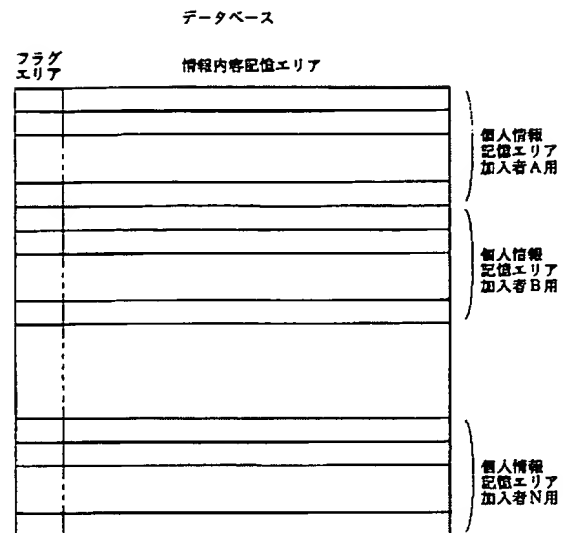 データベース
フラグ
エリア
情報内容記憶エリア
個人情報
記憶エリア
加入者A用
個人情報
記憶エリア
加入者B用
個人情報
記憶エリア
加入者N用